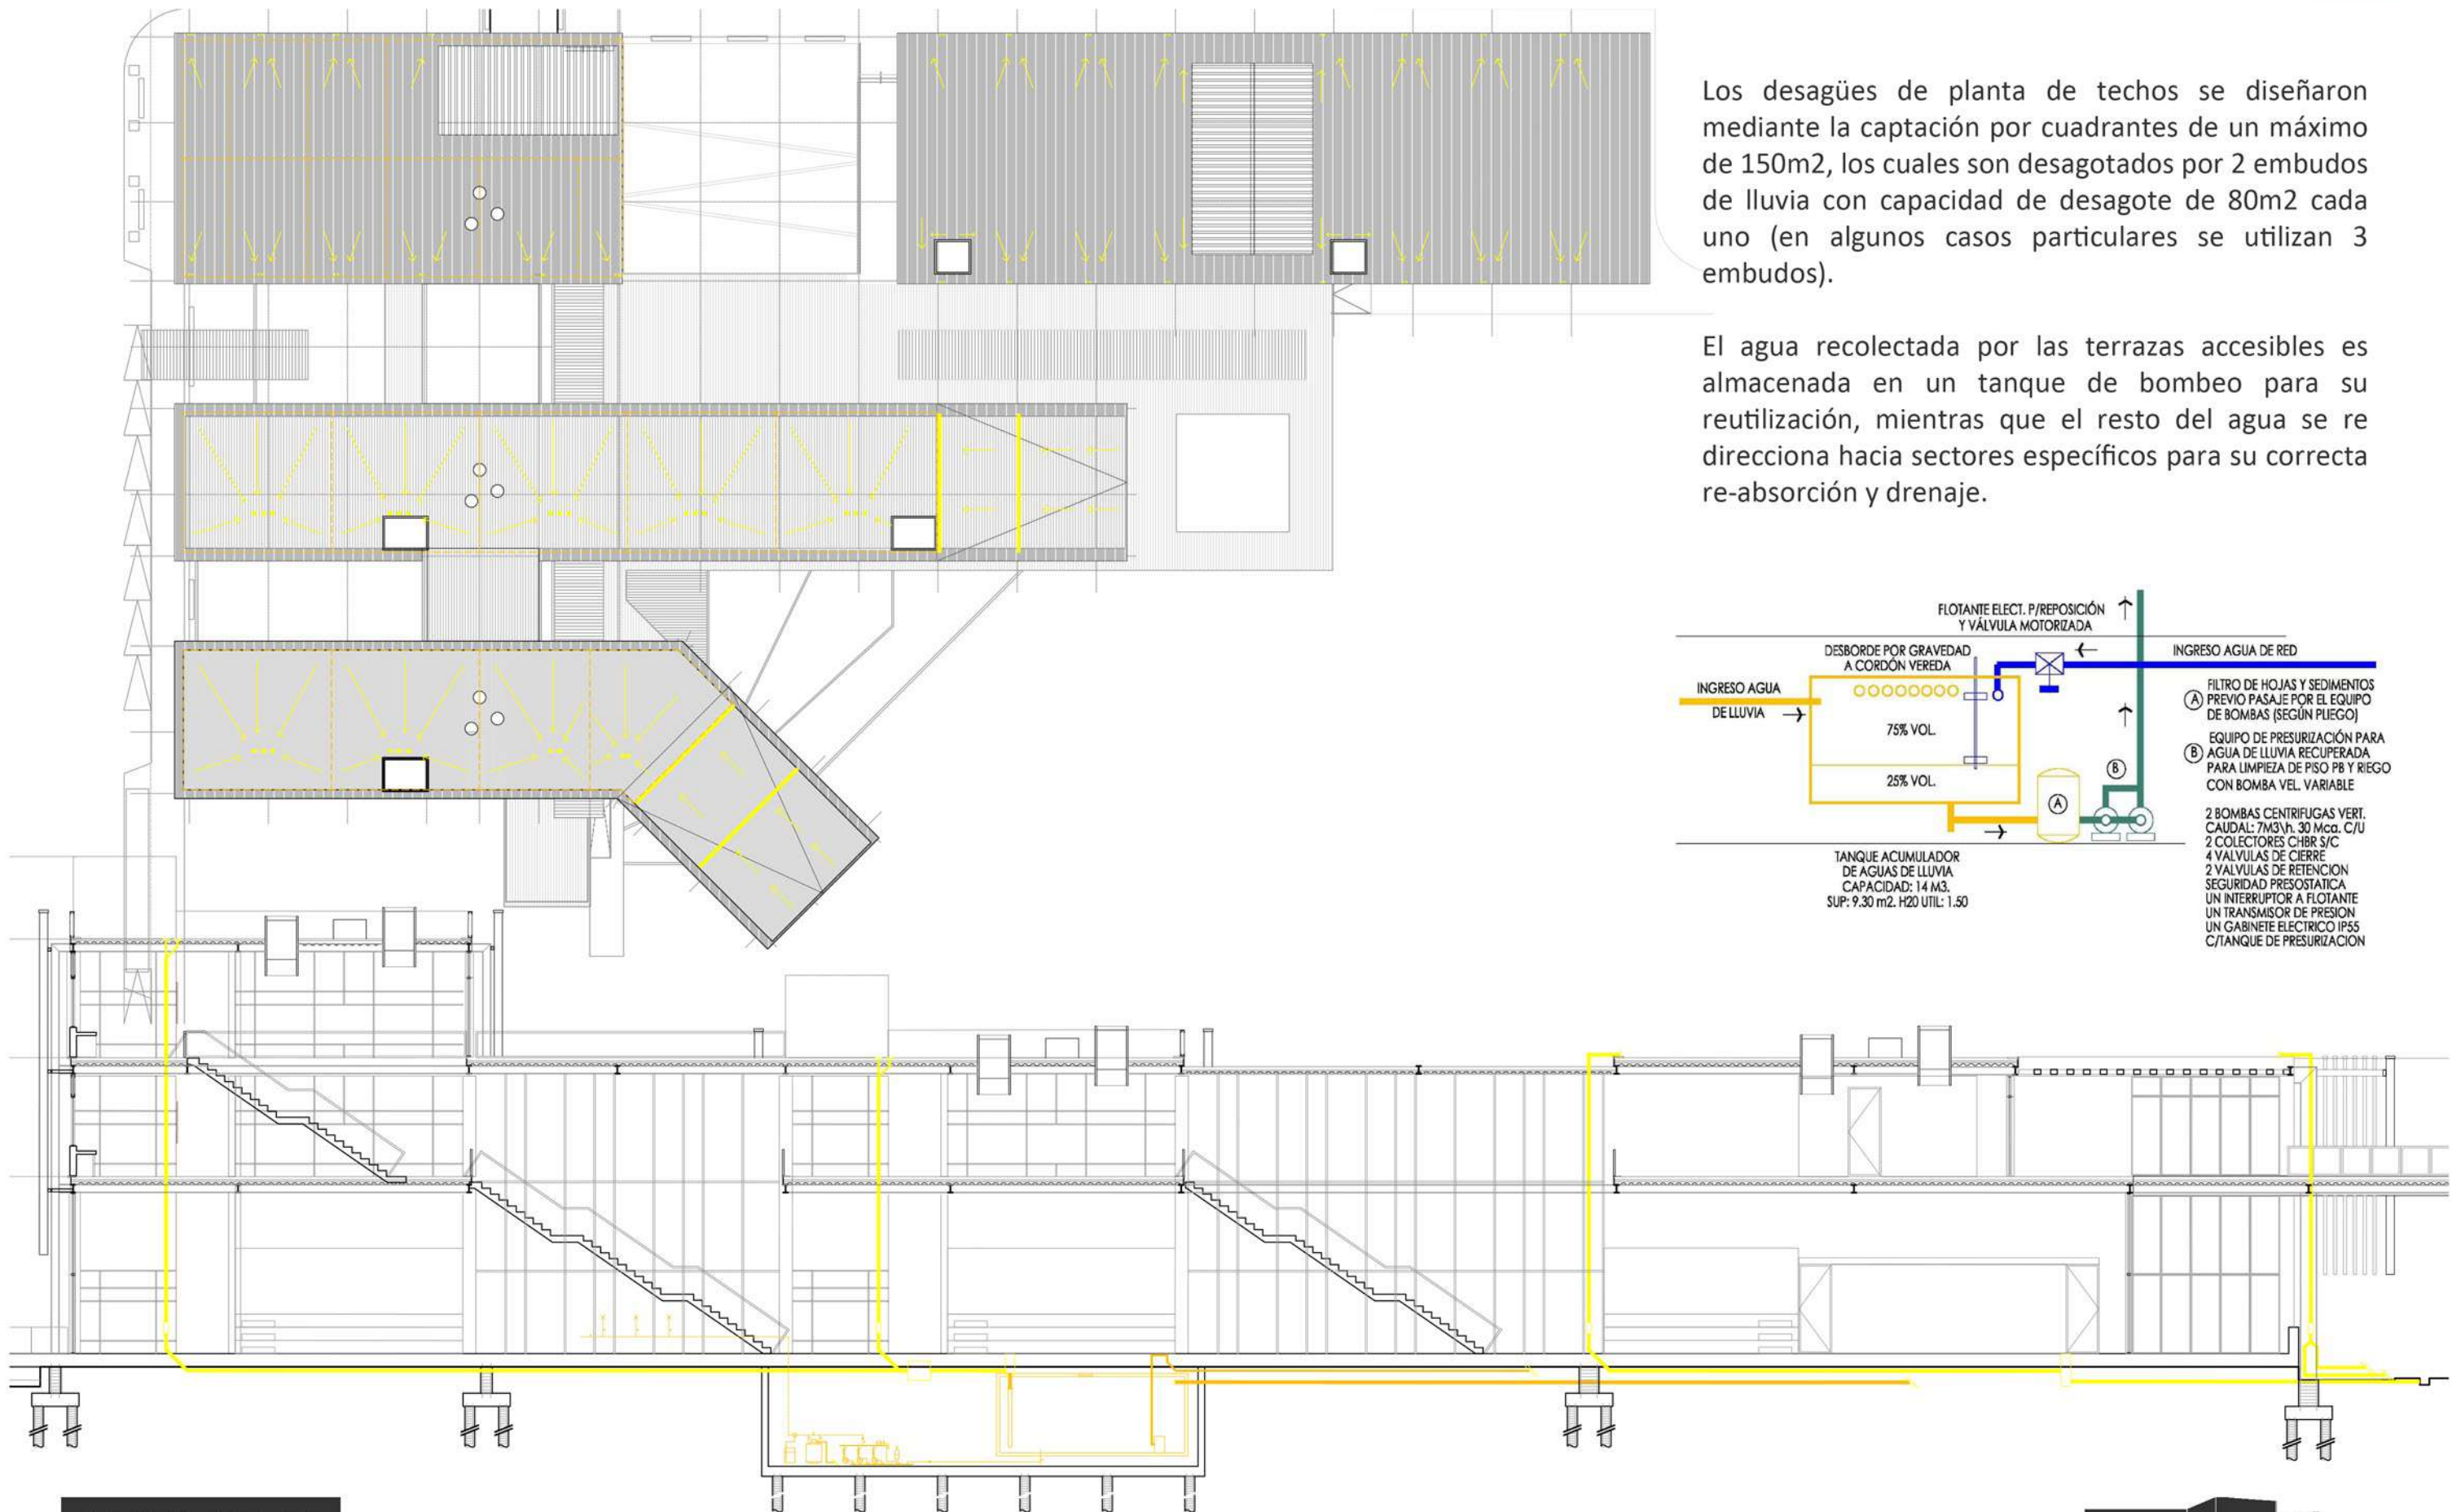 Los desagües de planta de techos se diseñaron
mediante la captación por cuadrantes de un máximo
de 150m2, los cuales son desagotados por 2 embudos
de lluvia con capacidad de desagote de 80m2 cada
uno (en algunos casos particulares se utilizan 3
embudos).
El agua recolectada por las terrazas accesibles es
almacenada en un tanque de bombeo para su
reutilización, mientras que el resto del agua se re
direcciona hacia sectores específicos para su correcta
re-absorción y drenaje.
FLOTANTE ELECT. P/REPOSICIÓN
Y VÁLVULA MOTORIZADA
DESBORDE POR GRAVEDAD
A CORDÓN VEREDA
INGRESO AGUA DE RED
INGRESO AGUA
DE LLUVIA
75% VOL.
25% VOL.
A
B
TANQUE ACUMULADOR
DE AGUAS DE LLUVIA
CAPACIDAD: 14 M3.
SUP: 9.30 m2. H20 UTIL: 1.50
FILTRO DE HOJAS Y SEDIMENTOS
A PREVIO PASAJE POR EL EQUIPO
DE BOMBAS (SEGÚN PLIEGO)
EQUIPO DE PRESURIZACIÓN PARA
B AGUA DE LLUVIA RECUPERADA
PARA LIMPIEZA DE PISO PB Y RIEGO
CON BOMBA VEL. VARIABLE
2 BOMBAS CENTRIFUGAS VERT.
CAUDAL: 7M3\h. 30 Mca. C/U
2 COLECTORES CHBR S/C
4 VALVULAS DE CIERRE
2 VALVULAS DE RETENCION
SEGURIDAD PRESOSTATICA
UN INTERRUPTOR A FLOTANTE
UN TRANSMISOR DE PRESION
UN GABINETE ELECTRICO IP55
C/TANQUE DE PRESURIZACION